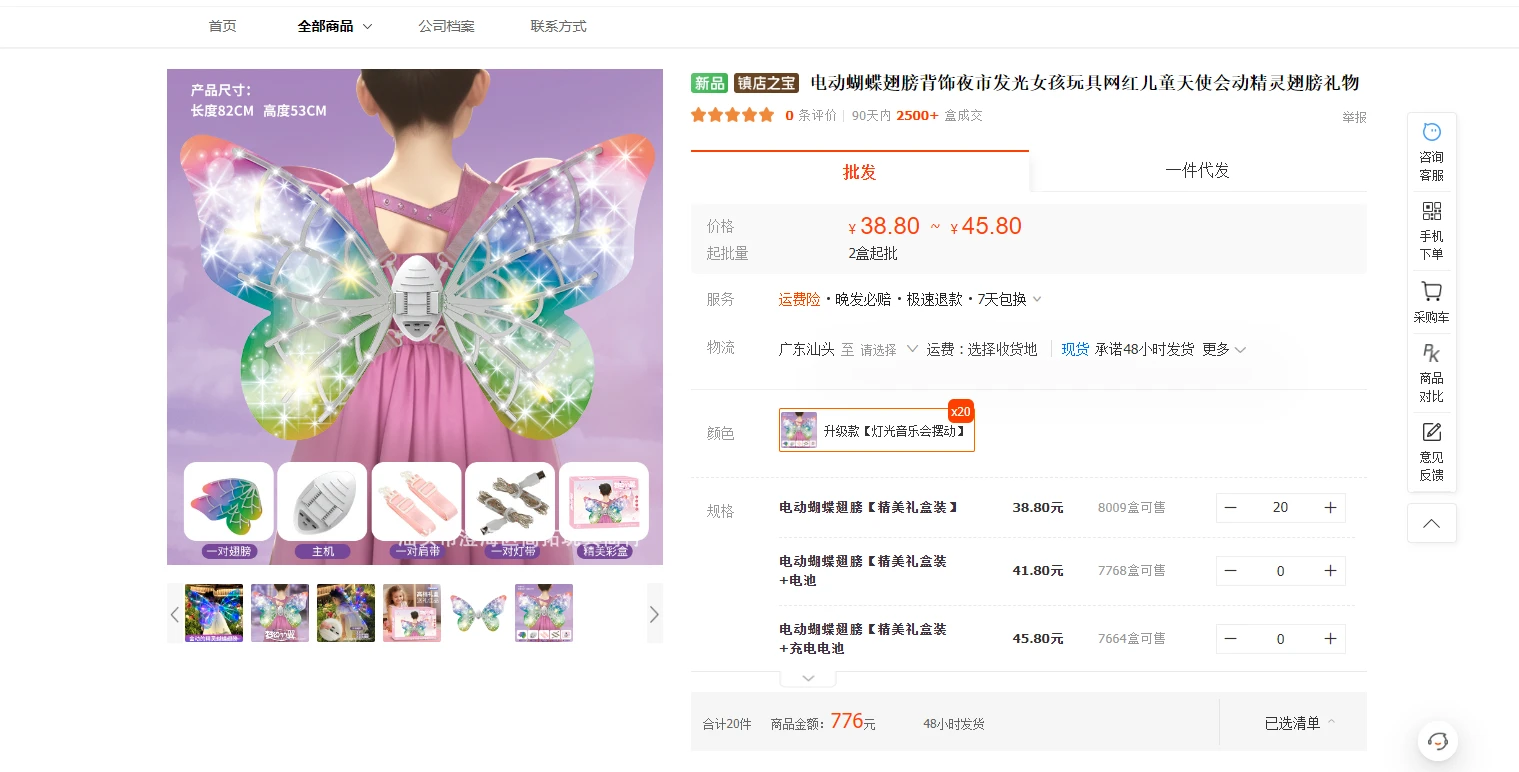 首页
全部商品
公司档案
联系方式
产品尺寸：
长度82CM 高度53CM
一对翅膀
主机
一对肩带
一对灯带
精美彩盒
新品 镇店之宝 电动蝴蝶翅膀背饰夜市发光女孩玩具网红儿童天使会动精灵翅膀礼物
0 条评价 90天内 2500+ 盒成交
举报
批发
一件代发
价格 ¥ 38.80 ~ ¥ 45.80
起批量 2盒起批
服务 运费险·晚发必赔·极速退款·7天包换
物流 广东汕头 至 请选择 运费：选择收货地 现货 承诺48小时发货 更多
颜色 升级款【灯光音乐会摆动】 x20
规格 电动蝴蝶翅膀【精美礼盒装】 38.80元 8009盒可售 − 20 +
电动蝴蝶翅膀【精美礼盒装
+电池 41.80元 7768盒可售 − 0 +
电动蝴蝶翅膀【精美礼盒装
+充电电池 45.80元 7664盒可售 − 0 +
合计20件 商品金额：776元 48小时发货 已选清单
咨询
客服
手机
下单
采购车
PK
商品
对比
意见
反馈